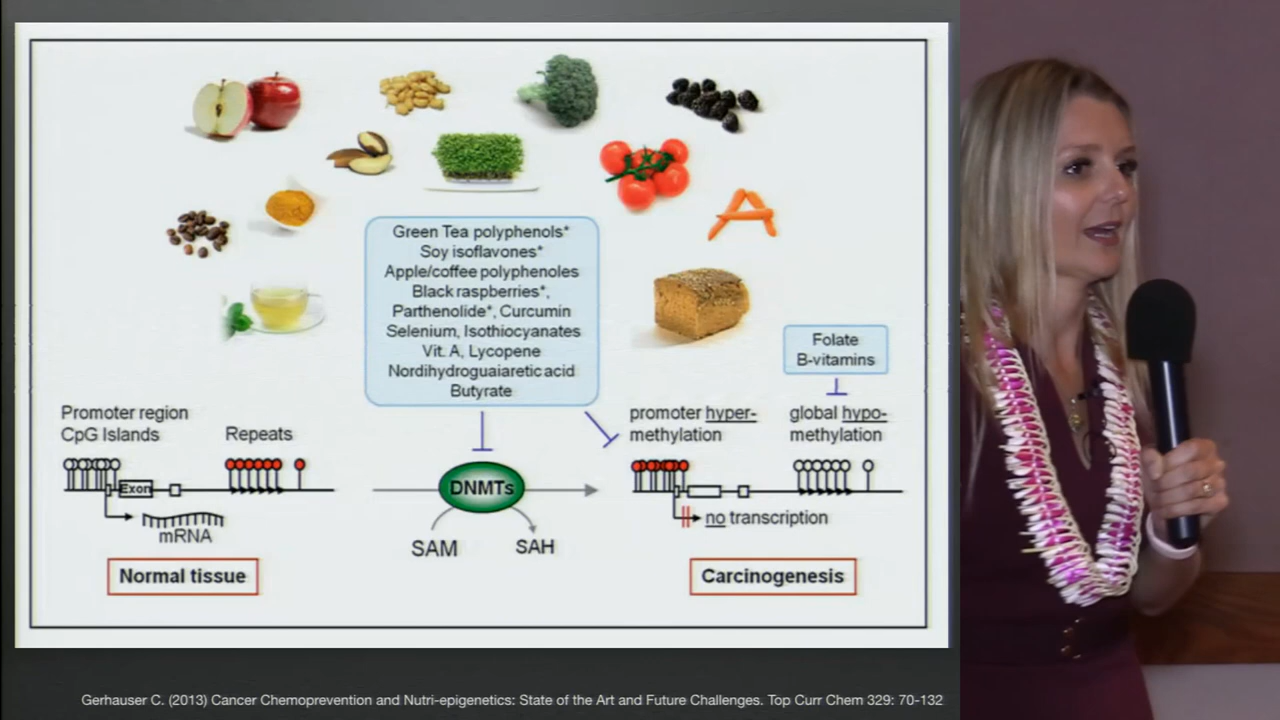 Green Tea polyphenols*
Soy isoflavones*
Apple/coffee polyphenoles
Black raspberries*,
Parthenolide*, Curcumin
Selenium, Isothiocyanates
Vit. A, Lycopene
Nordihydroguaiaretic acid
Butyrate
Folate
B-vitamins
Promoter region
CpG Islands
Repeats
promoter hyper-
methylation
global hypo-
methylation
Exon
mRNA
DNMTs
SAM
SAH
no transcription
Normal tissue
Carcinogenesis
Gerhauser C. (2013) Cancer Chemoprevention and Nutri-epigenetics: State of the Art and Future Challenges. Top Curr Chem 329: 70-132